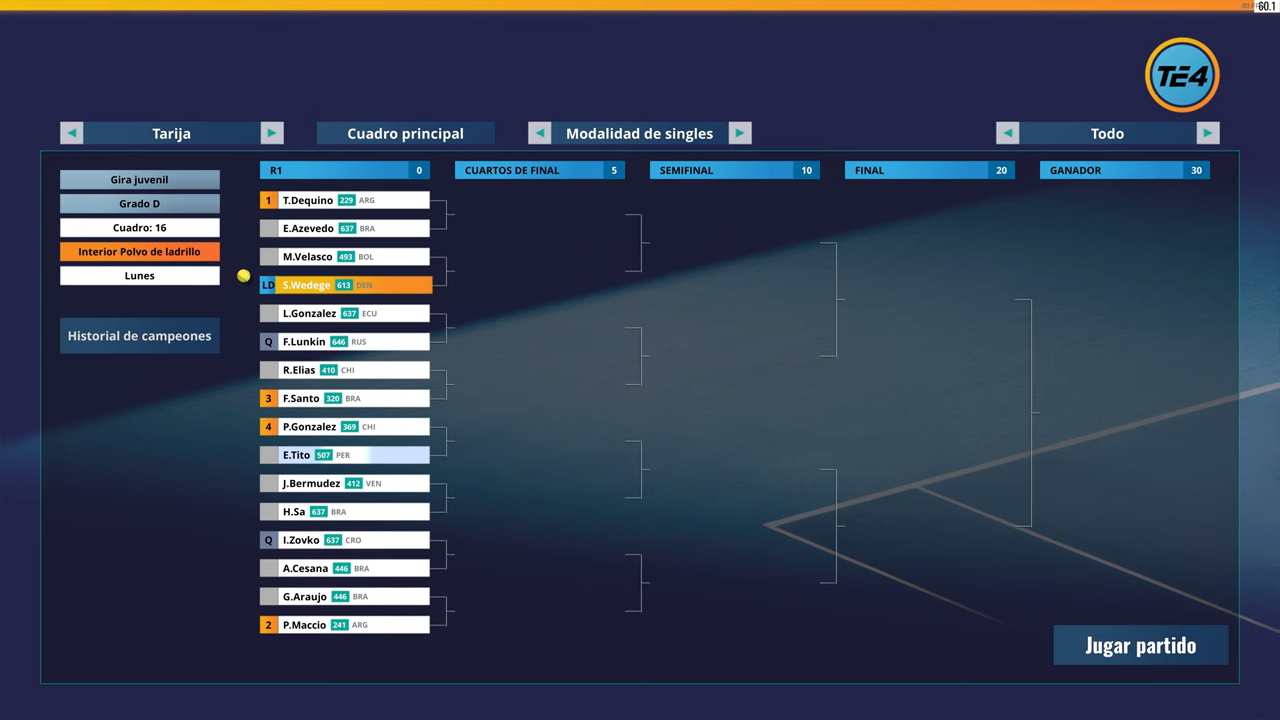 60.1
TE4
Tarija
Cuadro principal
Modalidad de singles
Todo
Gira juvenil
Grado D
Cuadro: 16
Interior Polvo de ladrillo
Lunes
Historial de campeones
R1 0
CUARTOS DE FINAL 5
SEMIFINAL 10
FINAL 20
GANADOR 30
1 T.Dequino 229 ARG
E.Azevedo 637 BRA
M.Velasco 493 BOL
LD S.Wedege 613 DEN
L.Gonzalez 637 ECU
Q F.Lunkin 646 RUS
R.Elias 410 CHI
3 F.Santo 320 BRA
4 P.Gonzalez 369 CHI
E.Tito 507 PER
J.Bermudez 412 VEN
H.Sa 637 BRA
Q I.Zovko 637 CRO
A.Cesana 446 BRA
G.Araujo 446 BRA
2 P.Maccio 241 ARG
Jugar partido